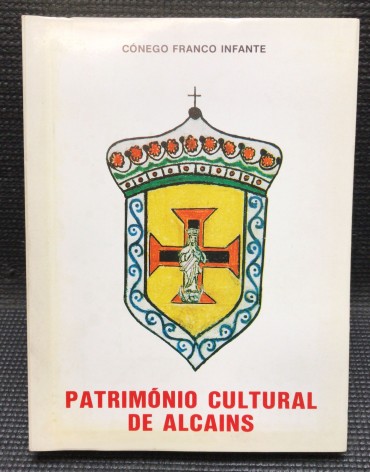 CÓNEGO FRANCO INFANTE
PATRIMÓNIO CULTURAL
DE ALCAINS